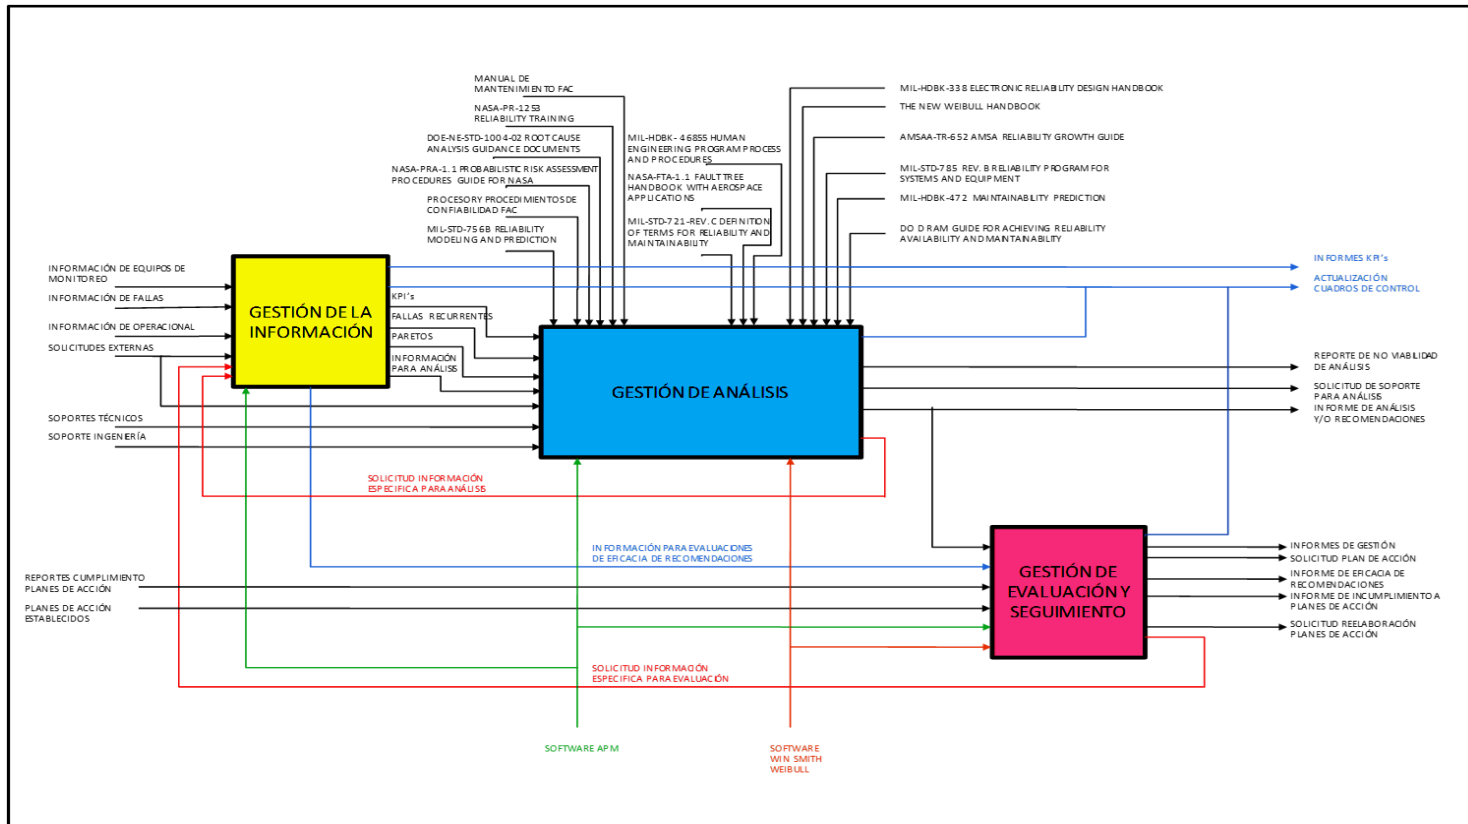 MANUAL DE
MANTENIMIENTO FAC
NASA-PR-1253
RELIABILITY TRAINING
DOE-NE-STD-1004-02 ROOT CAUSE
ANALYSIS GUIDANCE DOCUMENTS
NASA-PRA-1.1 PROBABILISTIC RISK ASSESSMENT
PROCEDURES GUIDE FOR NASA
PROCESOR Y PROCEDIMIENTOS DE
CONFIABILIDAD FAC
MIL-STD-756B RELIABILITY
MODELING AND PREDICTION
MIL-HDBK- 46855 HUMAN
ENGINEERING PROGRAM PROCESS
AND PROCEDURES
NASA-FTA-1.1 FAULT TREE
HANDBOOK WITH AEROSPACE
APPLICATIONS
MIL-STD-721-REV. C DEFINITION
OF TERMS FOR RELIABILITY AND
MAINTAINABILITY
MIL-HDBK-338 ELECTRONIC RELIABILITY DESIGN HANDBOOK
THE NEW WEIBULL HANDBOOK
AMSAA-TR-652 AMSA RELIABILITY GROWTH GUIDE
MIL-STD-785 REV. B RELIABILITY PROGRAM FOR
SYSTEMS AND EQUIPMENT
MIL-HDBK-472 MAINTAINABILITY PREDICTION
DO D RAM GUIDE FOR ACHIEVING RELIABILITY
AVAILABILITY AND MAINTAINABILITY
INFORMACIÓN DE EQUIPOS DE
MONITOREO
INFORMACIÓN DE FALLAS
INFORMACIÓN DE OPERACIONAL
SOLICITUDES EXTERNAS
SOPORTES TÉCNICOS
SOPORTE INGENIERÍA
GESTIÓN DE LA
INFORMACIÓN
KPI's
FALLAS RECURRENTES
PARETOS
INFORMACIÓN
PARA ANÁLISIS
GESTIÓN DE ANÁLISIS
INFORMES KPI's
ACTUALIZACIÓN
CUADROS DE CONTROL
REPORTE DE NO VIABILIDAD
DE ANÁLISIS
SOLICITUD DE SOPORTE
PARA ANÁLISIS
INFORME DE ANÁLISIS
Y/O RECOMENDACIONES
SOLICITUD INFORMACIÓN
ESPECIFICA PARA ANÁLISIS
INFORMACIÓN PARA EVALUACIONES
DE EFICACIA DE RECOMENDACIONES
REPORTES CUMPLIMIENTO
PLANES DE ACCIÓN
PLANES DE ACCIÓN
ESTABLECIDOS
GESTIÓN DE
EVALUACIÓN Y
SEGUIMIENTO
INFORMES DE GESTIÓN
SOLICITUD PLAN DE ACCIÓN
INFORME DE EFICACIA DE
RECOMENDACIONES
INFORME DE INCUMPLIMIENTO A
PLANES DE ACCIÓN
SOLICITUD REELABORACIÓN
PLANES DE ACCIÓN
SOLICITUD INFORMACIÓN
ESPECIFICA PARA EVALUACIÓN
SOFTWARE APM
SOFTWARE
WIN SMITH
WEIBULL